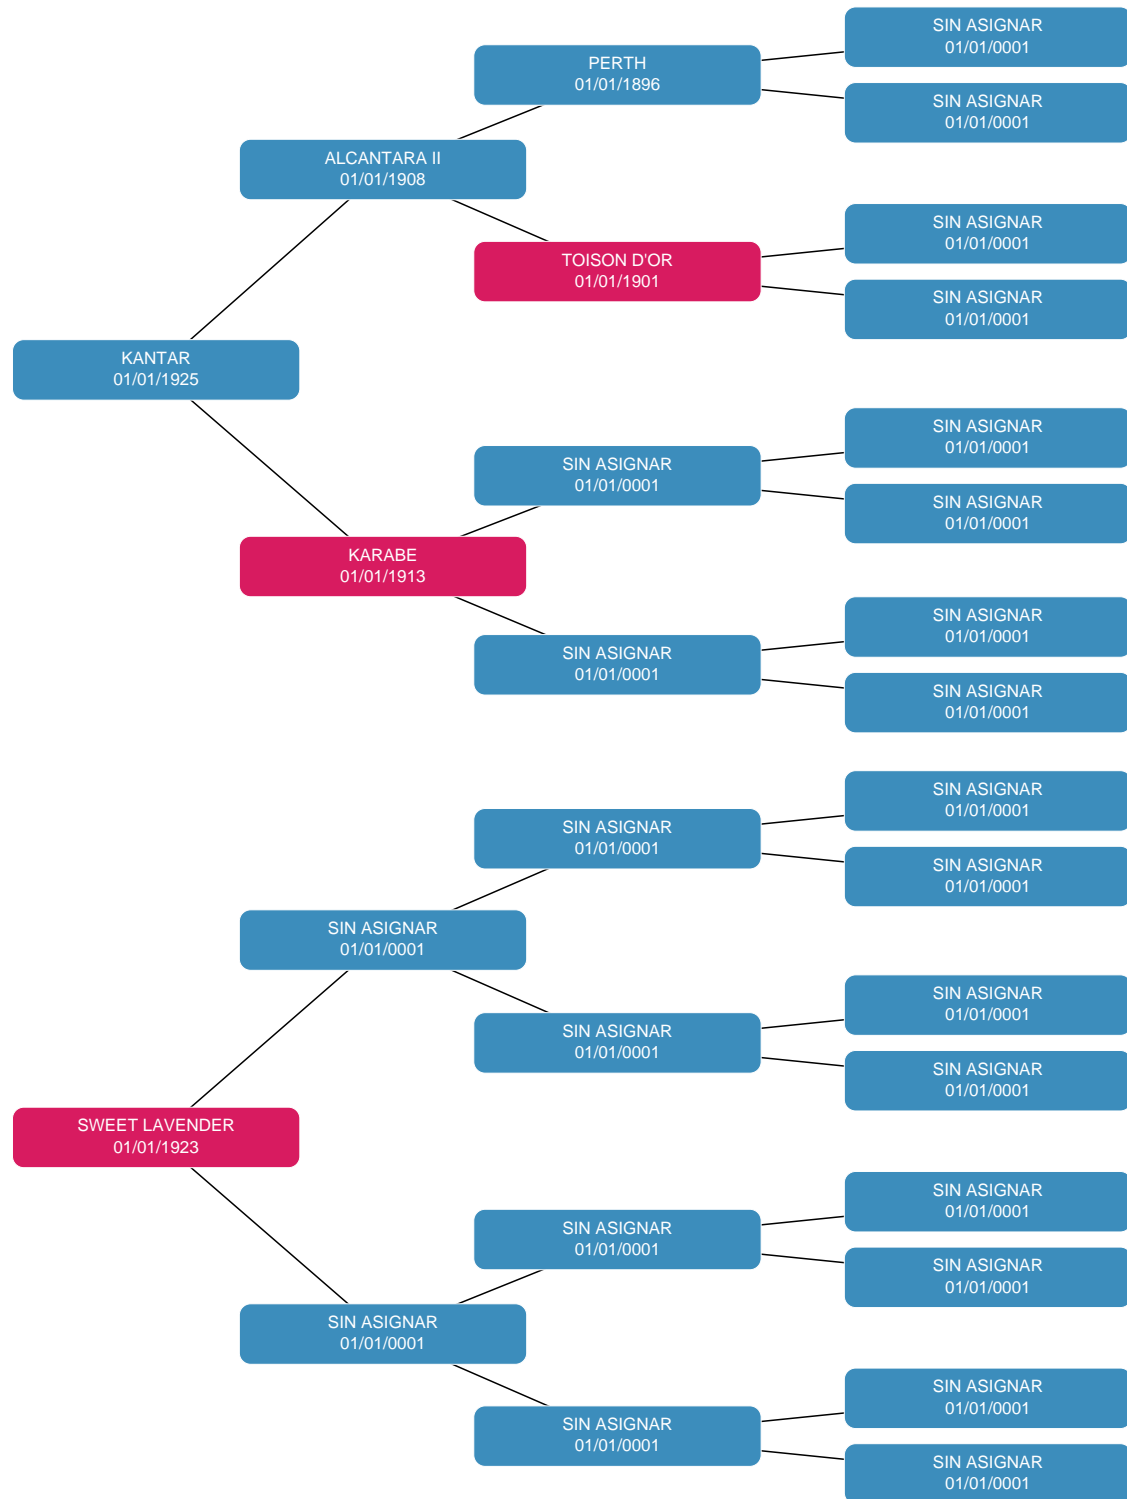 SIN ASIGNAR
01/01/0001
PERTH
01/01/1896
SIN ASIGNAR
01/01/0001
ALCANTARA II
01/01/1908
SIN ASIGNAR
01/01/0001
TOISON D'OR
01/01/1901
SIN ASIGNAR
01/01/0001
KANTAR
01/01/1925
SIN ASIGNAR
01/01/0001
SIN ASIGNAR
01/01/0001
SIN ASIGNAR
01/01/0001
KARABE
01/01/1913
SIN ASIGNAR
01/01/0001
SIN ASIGNAR
01/01/0001
SIN ASIGNAR
01/01/0001
SIN ASIGNAR
01/01/0001
SIN ASIGNAR
01/01/0001
SIN ASIGNAR
01/01/0001
SIN ASIGNAR
01/01/0001
SIN ASIGNAR
01/01/0001
SIN ASIGNAR
01/01/0001
SIN ASIGNAR
01/01/0001
SWEET LAVENDER
01/01/1923
SIN ASIGNAR
01/01/0001
SIN ASIGNAR
01/01/0001
SIN ASIGNAR
01/01/0001
SIN ASIGNAR
01/01/0001
SIN ASIGNAR
01/01/0001
SIN ASIGNAR
01/01/0001
SIN ASIGNAR
01/01/0001